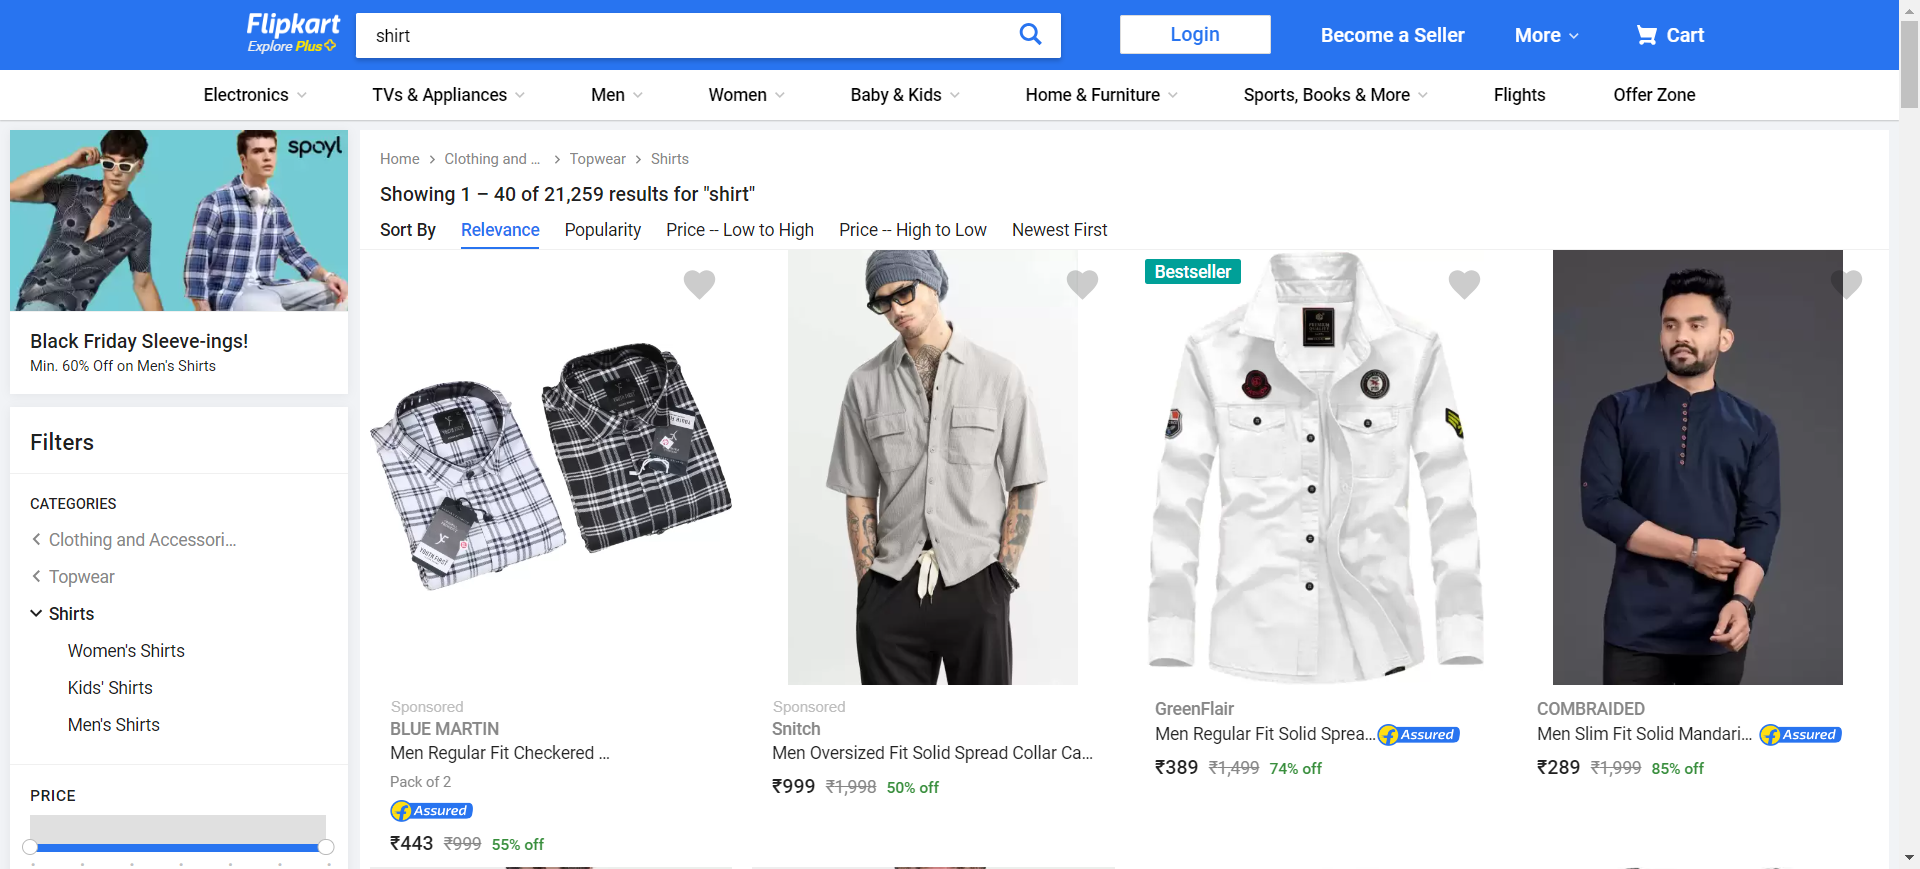 Flipkart
Explore Plus
shirt
Login
Become a Seller
More
Cart
Electronics
TVs & Appliances
Men
Women
Baby & Kids
Home & Furniture
Sports, Books & More
Flights
Offer Zone
spoyl
Black Friday Sleeve-ings!
Min. 60% Off on Men's Shirts
Filters
CATEGORIES
Clothing and Accessori...
Topwear
Shirts
Women's Shirts
Kids' Shirts
Men's Shirts
PRICE
Home
Clothing and ...
Topwear
Shirts
Showing 1 – 40 of 21,259 results for "shirt"
Sort By
Relevance
Popularity
Price -- Low to High
Price -- High to Low
Newest First
YOUTH FIRST
Sponsored
BLUE MARTIN
Men Regular Fit Checkered ...
Pack of 2
Assured
₹443 ₹999 55% off
Sponsored
Snitch
Men Oversized Fit Solid Spread Collar Ca...
₹999 ₹1,998 50% off
Bestseller
GreenFlair
Men Regular Fit Solid Sprea... Assured
₹389 ₹1,499 74% off
COMBRAIDED
Men Slim Fit Solid Mandari... Assured
₹289 ₹1,999 85% off